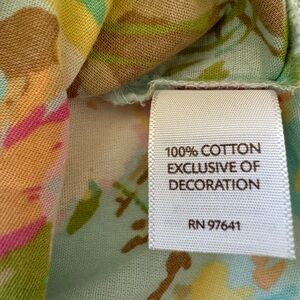 100% COTTON
EXCLUSIVE OF
DECORATION
RN 97641